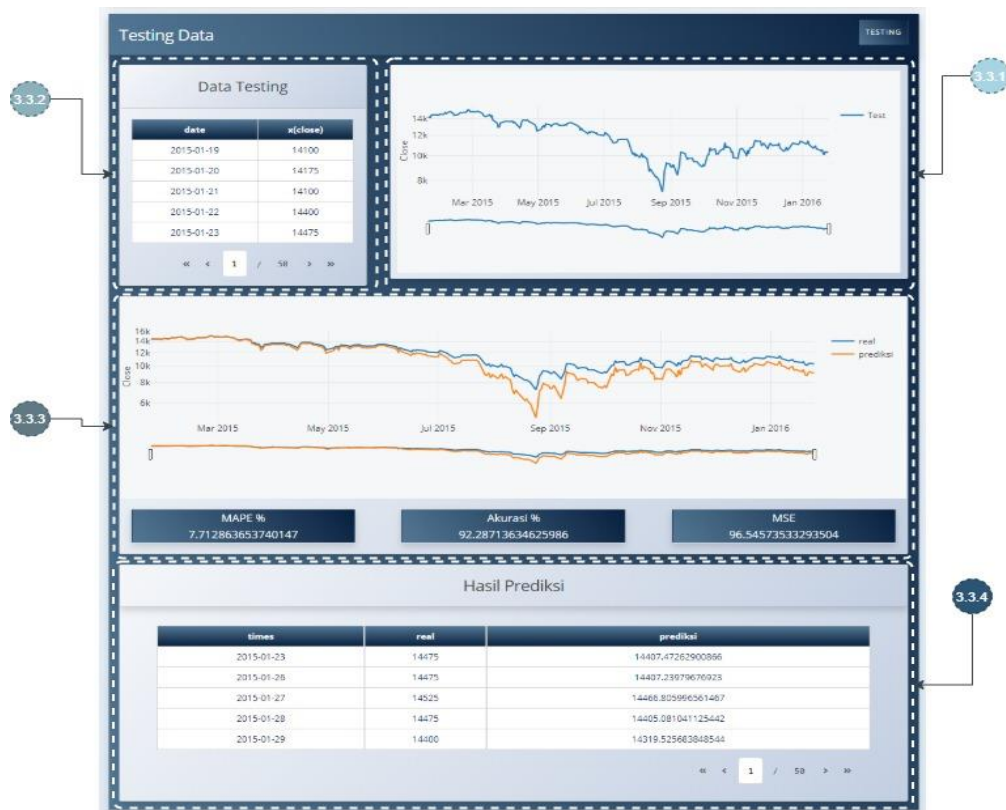 Testing Data
TESTING
3.3.2
3.3.1
Data Testing
date x(close)
2015-01-19 14100
2015-01-20 14175
2015-01-21 14100
2015-01-22 14400
2015-01-23 14475
« < 1 / 50 > »
14k
12k
10k
8k
Close
Test
Mar 2015 May 2015 Jul 2015 Sep 2015 Nov 2015 Jan 2016
16k
14k
12k
10k
8k
6k
Close
real
prediksi
Mar 2015 May 2015 Jul 2015 Sep 2015 Nov 2015 Jan 2016
3.3.3
MAPE % Akurasi % MSE
7.712863653740147 92.28713634625986 96.54573533293504
Hasil Prediksi
3.3.4
times real prediksi
2015-01-23 14475 14407.47262900866
2015-01-26 14475 14407.23979676923
2015-01-27 14525 14466.805996561467
2015-01-28 14475 14405.081041125442
2015-01-29 14400 14319.525683848544
« < 1 / 50 > »